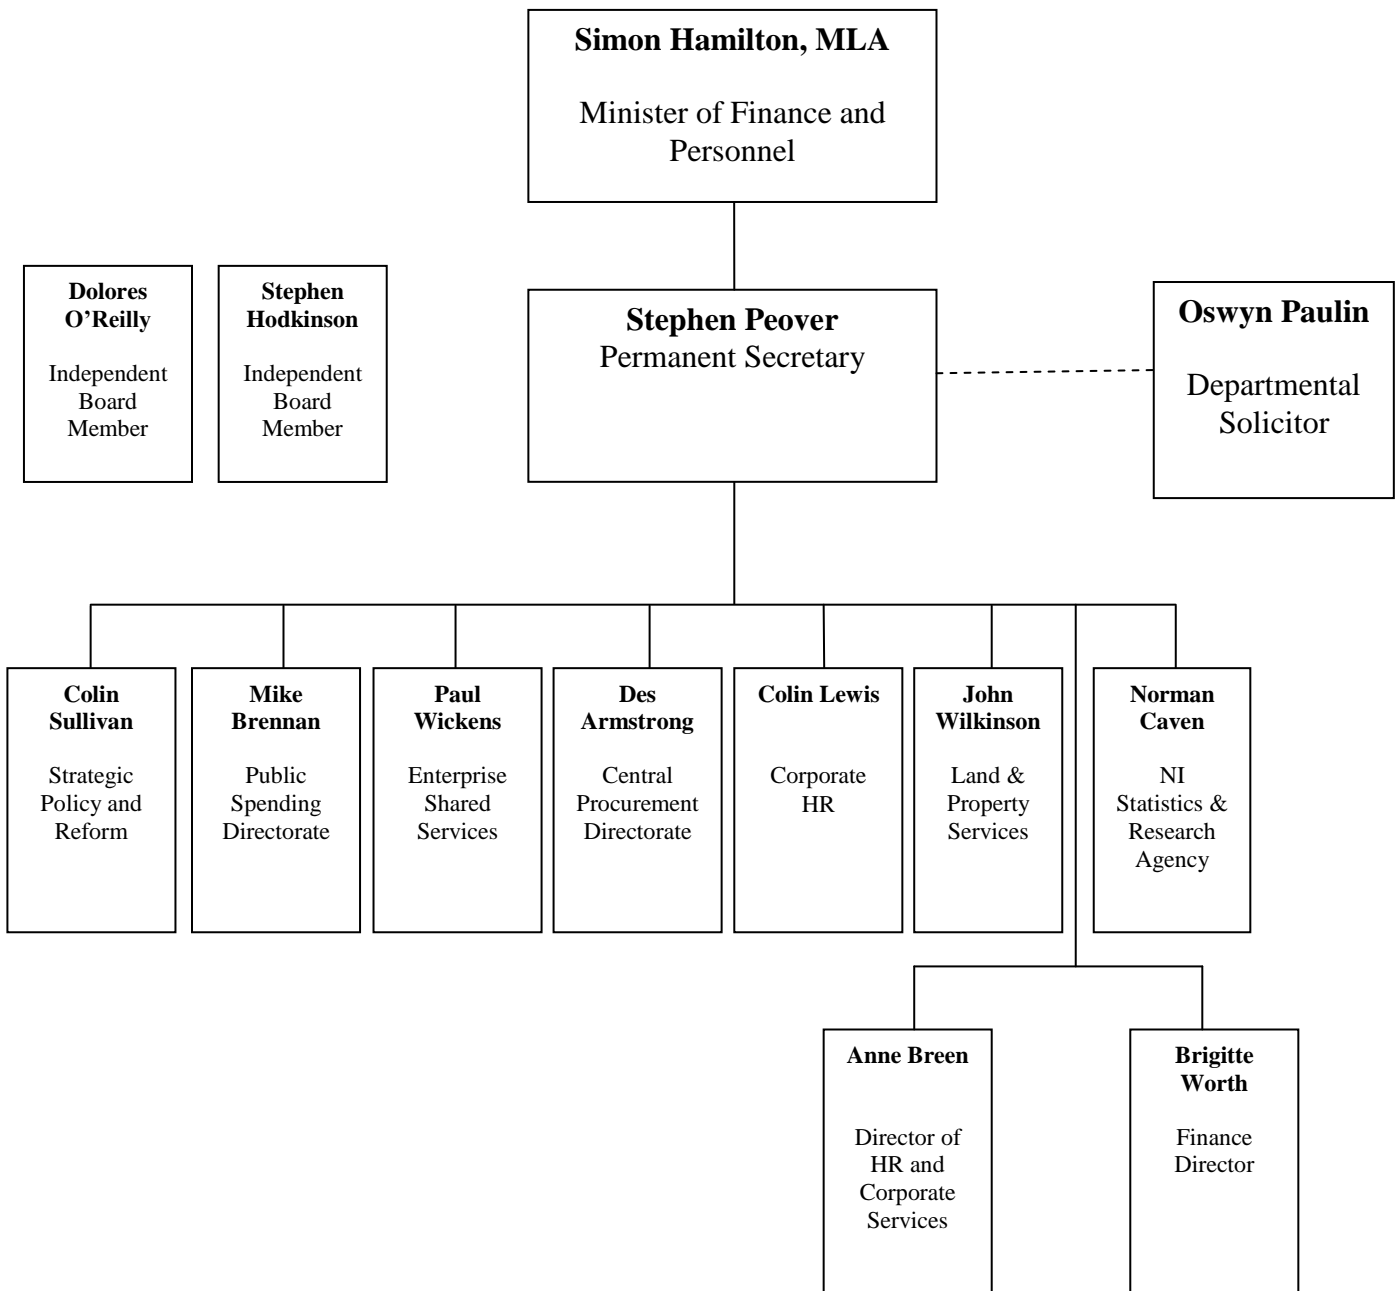 Simon Hamilton, MLA
Minister of Finance and
Personnel
Dolores
O’Reilly
Independent
Board
Member
Stephen
Hodkinson
Independent
Board
Member
Stephen Peover
Permanent Secretary
Oswyn Paulin
Departmental
Solicitor
Colin
Sullivan
Strategic
Policy and
Reform
Mike
Brennan
Public
Spending
Directorate
Paul
Wickens
Enterprise
Shared
Services
Des
Armstrong
Central
Procurement
Directorate
Colin Lewis
Corporate
HR
John
Wilkinson
Land &
Property
Services
Norman
Caven
NI
Statistics &
Research
Agency
Anne Breen
Director of
HR and
Corporate
Services
Brigitte
Worth
Finance
Director